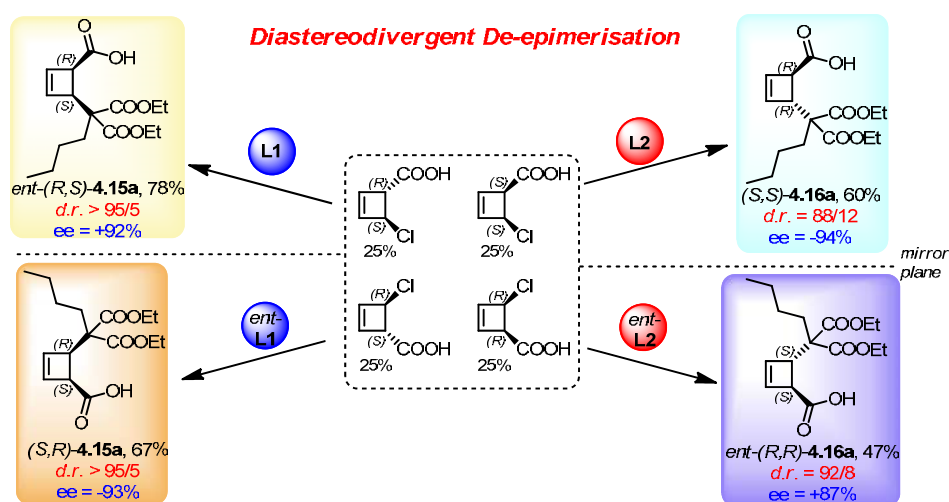 Diastereodivergent De-epimerisation
O
OH
(R)
(S)
COOEt
COOEt
ent-(R,S)-4.15a, 78%
d.r. > 95/5
ee = +92%
L1
L2
(R)
COOH
(S)
Cl
25%
(S)
COOH
(S)
Cl
25%
(R)
Cl
(S)
COOH
25%
(R)
Cl
(R)
COOH
25%
O
OH
(R)
(R)
COOEt
COOEt
(S,S)-4.16a, 60%
d.r. = 88/12
ee = -94%
mirror
plane
ent-
L1
ent-
L2
COOEt
COOEt
(R)
(S)
OH
O
(S,R)-4.15a, 67%
d.r. > 95/5
ee = -93%
COOEt
COOEt
(S)
(S)
OH
O
ent-(R,R)-4.16a, 47%
d.r. = 92/8
ee = +87%